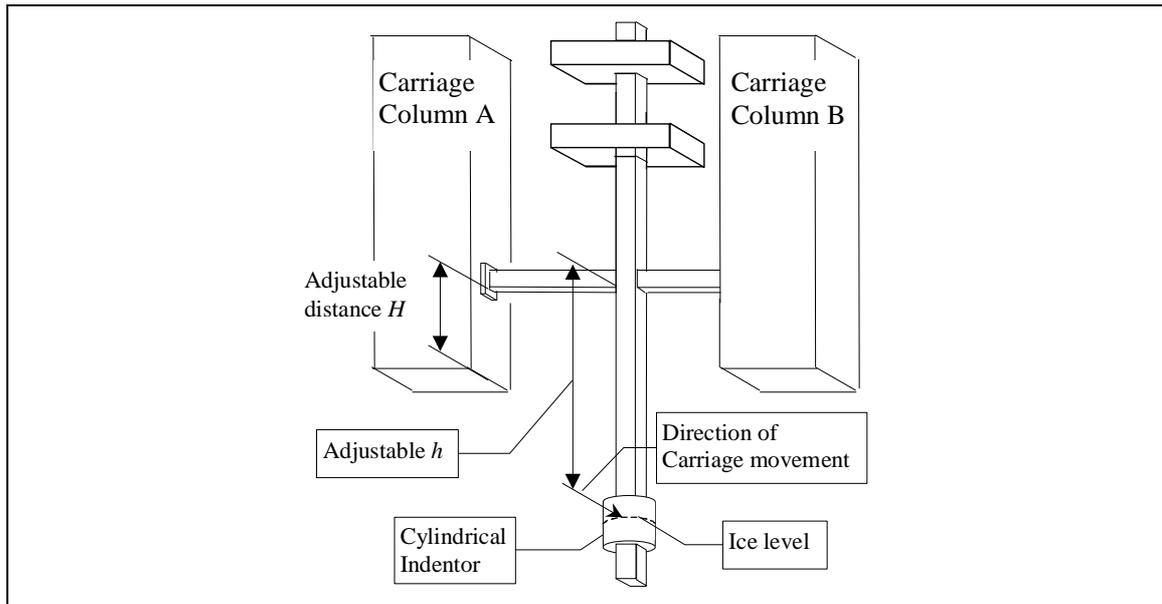 Carriage
Column A
Carriage
Column B
Adjustable
distance H
Adjustable h
Direction of
Carriage movement
Cylindrical
Indentor
Ice level